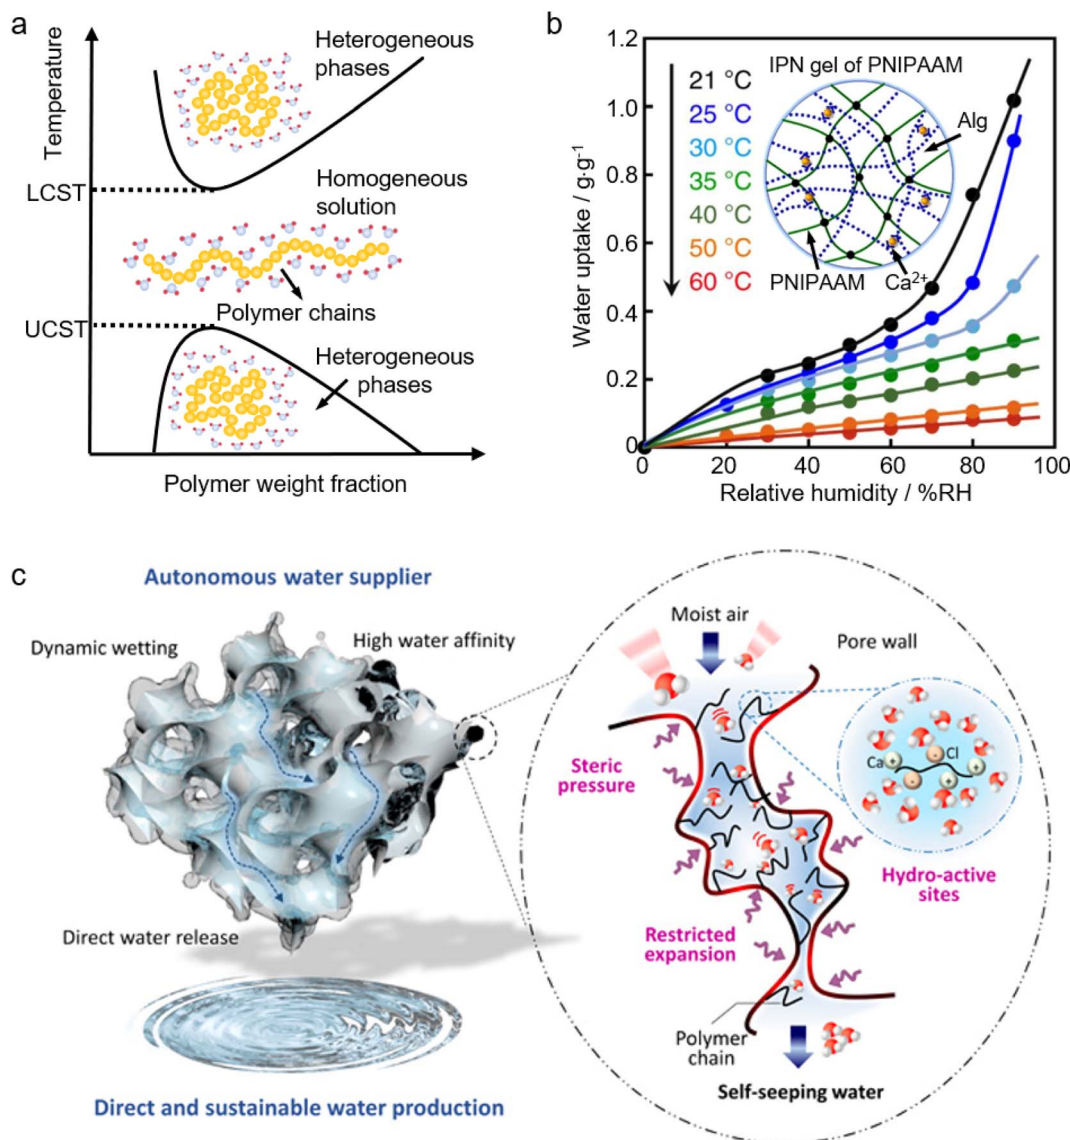 a
Temperature
Heterogeneous
phases
LCST
Homogeneous
solution
Polymer chains
UCST
Heterogeneous
phases
Polymer weight fraction
b
Water uptake / g·g⁻¹
1.2
1.0
0.8
0.6
0.4
0.2
0
21 °C
25 °C
30 °C
35 °C
40 °C
50 °C
60 °C
IPN gel of PNIPAAM
Alg
PNIPAAM
Ca²⁺
0 20 40 60 80 100
Relative humidity / %RH
c
Autonomous water supplier
Dynamic wetting
High water affinity
Direct water release
Direct and sustainable water production
Moist air
Pore wall
Steric
pressure
Ca
Cl
+
-
-
+
+
Hydro-active
sites
Restricted
expansion
Polymer
chain
Self-seeping water